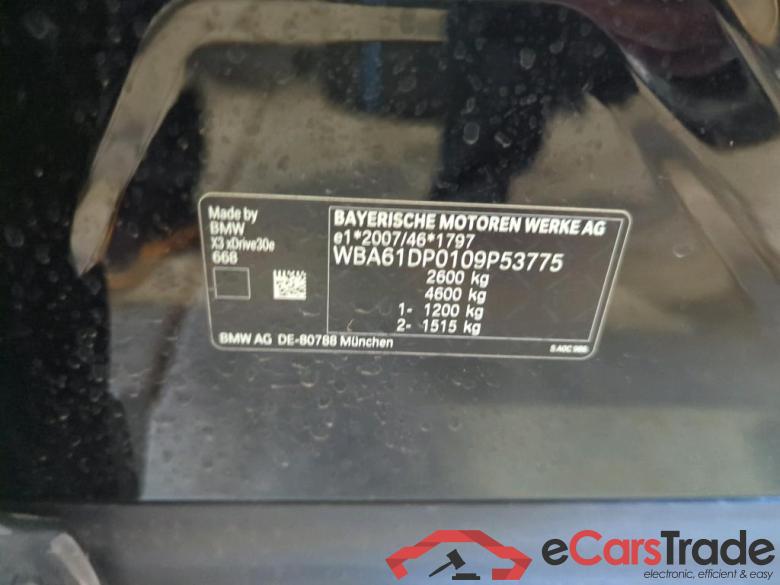 Made by
BMW
X3 xDrive30e
668
BAYERISCHE MOTOREN WERKE AG
e1*2007/46*1797
WBA61DP0109P53775
2600 kg
4600 kg
1- 1200 kg
2- 1515 kg
BMW AG DE-80788 München
eCarsTrade
electronic, efficient & easy